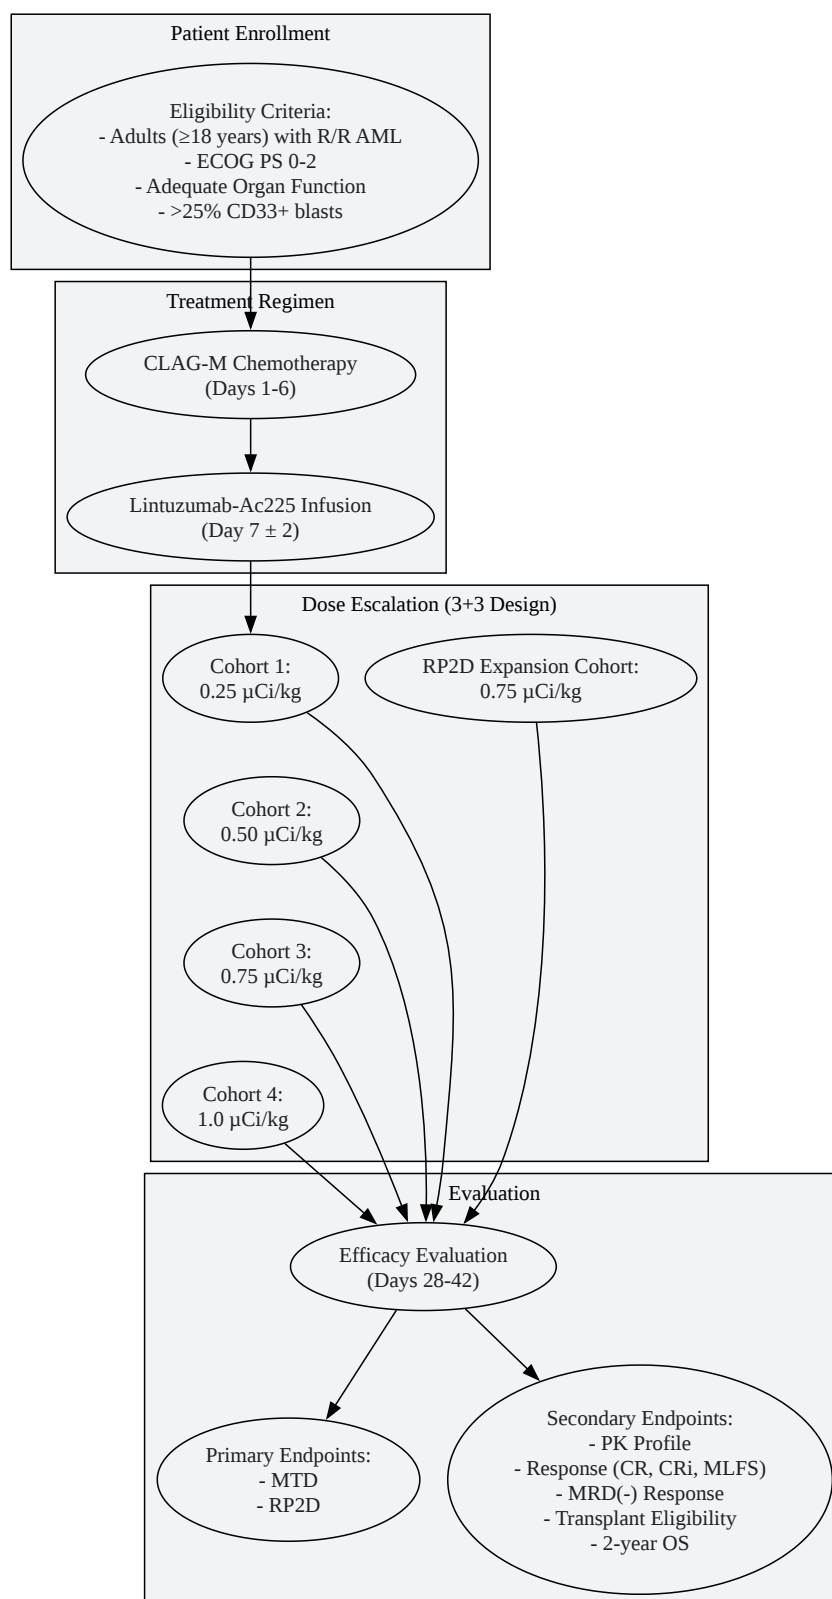 Patient Enrollment
Eligibility Criteria:
- Adults (≥18 years) with R/R AML
- ECOG PS 0-2
- Adequate Organ Function
- >25% CD33+ blasts
Treatment Regimen
CLAG-M Chemotherapy
(Days 1-6)
Lintuzumab-Ac225 Infusion
(Day 7 ± 2)
Dose Escalation (3+3 Design)
Cohort 1:
0.25 µCi/kg
RP2D Expansion Cohort:
0.75 µCi/kg
Cohort 2:
0.50 µCi/kg
Cohort 3:
0.75 µCi/kg
Cohort 4:
1.0 µCi/kg
Evaluation
Efficacy Evaluation
(Days 28-42)
Primary Endpoints:
- MTD
- RP2D
Secondary Endpoints:
- PK Profile
- Response (CR, CRi, MLFS)
- MRD(-) Response
- Transplant Eligibility
- 2-year OS